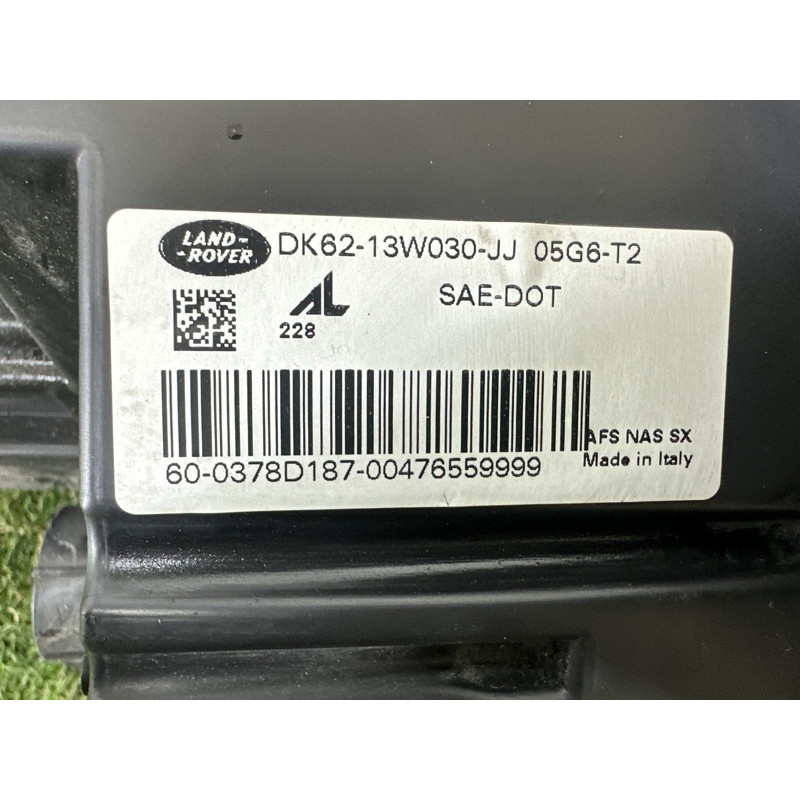 LAND-
-ROVER
DK62-13W030-JJ 05G6-T2
AL
SAE-DOT
228
AFS NAS SX
60-0378D187-00476559999
Made in Italy